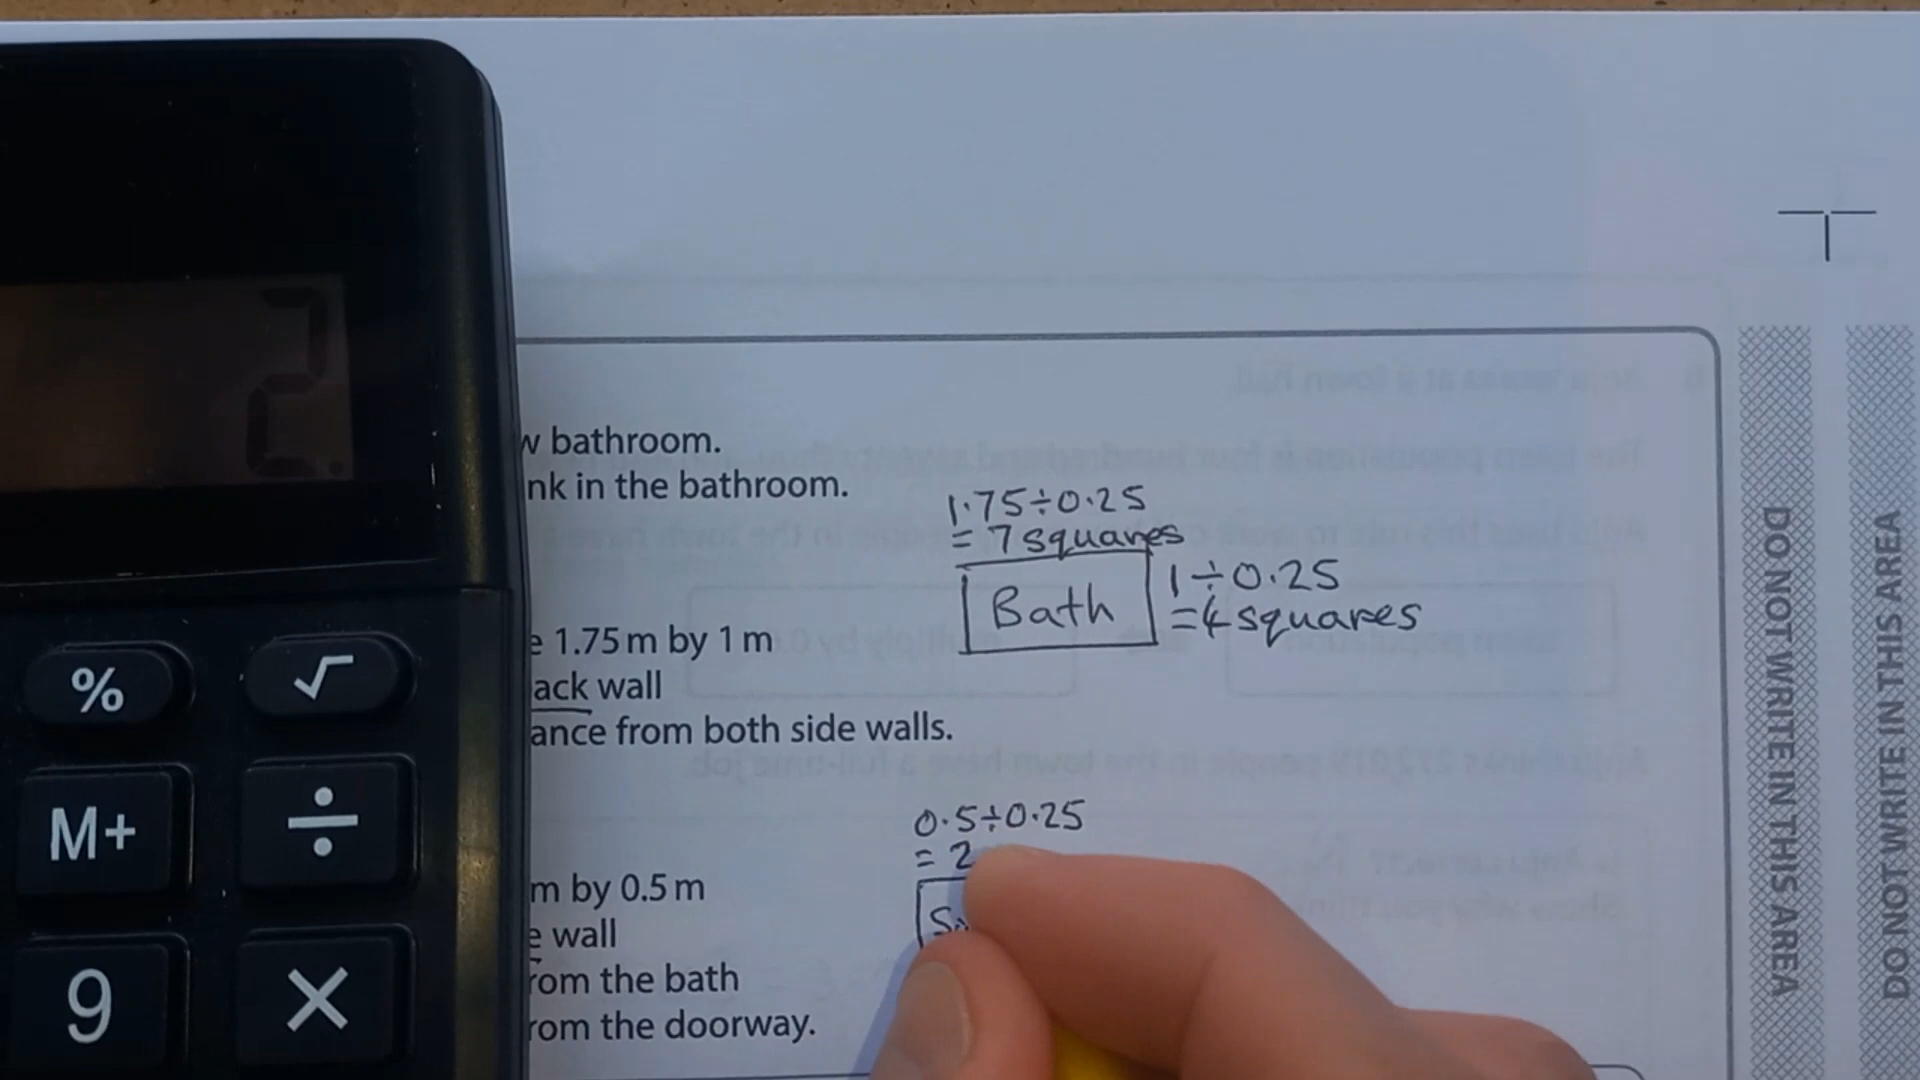 2.
%
√
M+
÷
9
×
w bathroom.
nk in the bathroom.
1.75÷0.25
= 7 squares
Bath
1÷0.25
=4 squares
e 1.75 m by 1 m
ack wall
ance from both side walls.
0.5÷0.25
= 2
m by 0.5 m
e wall
rom the bath
rom the doorway.
DO NOT WRITE IN THIS AREA
DO NOT WRITE IN THIS AREA